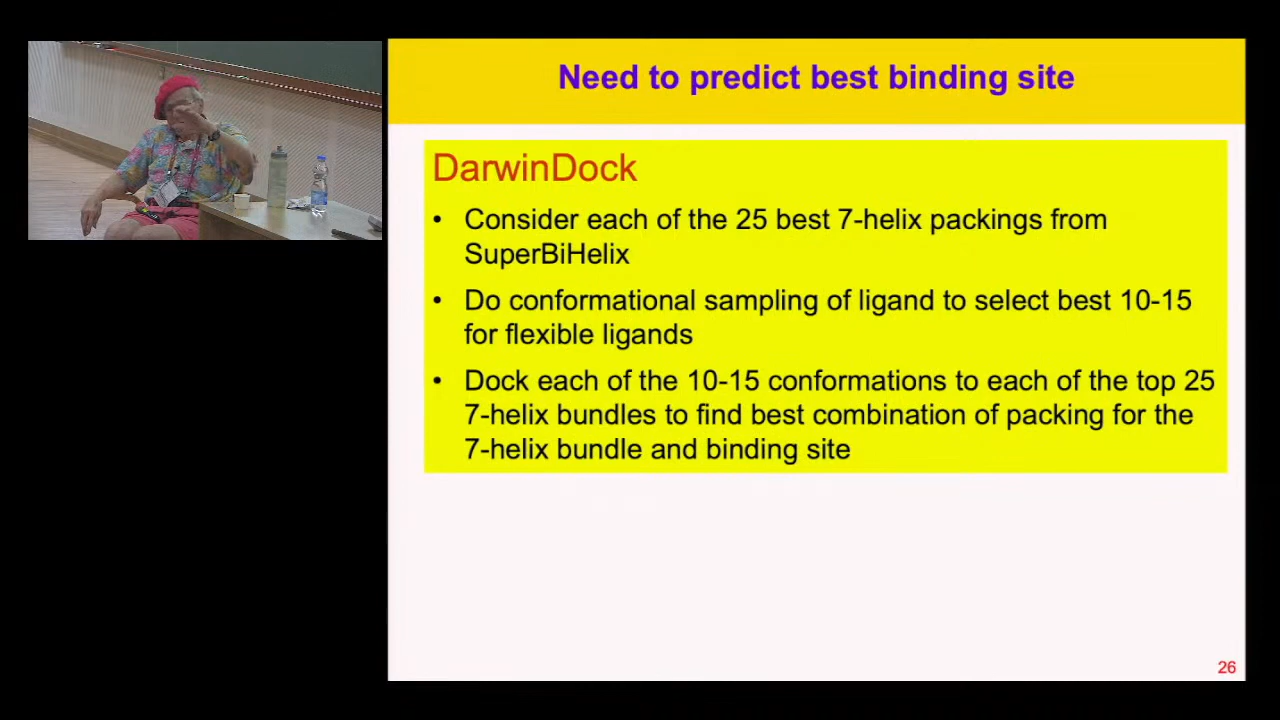 Need to predict best binding site
DarwinDock
• Consider each of the 25 best 7-helix packings from
SuperBiHelix
• Do conformational sampling of ligand to select best 10-15
for flexible ligands
• Dock each of the 10-15 conformations to each of the top 25
7-helix bundles to find best combination of packing for the
7-helix bundle and binding site
26